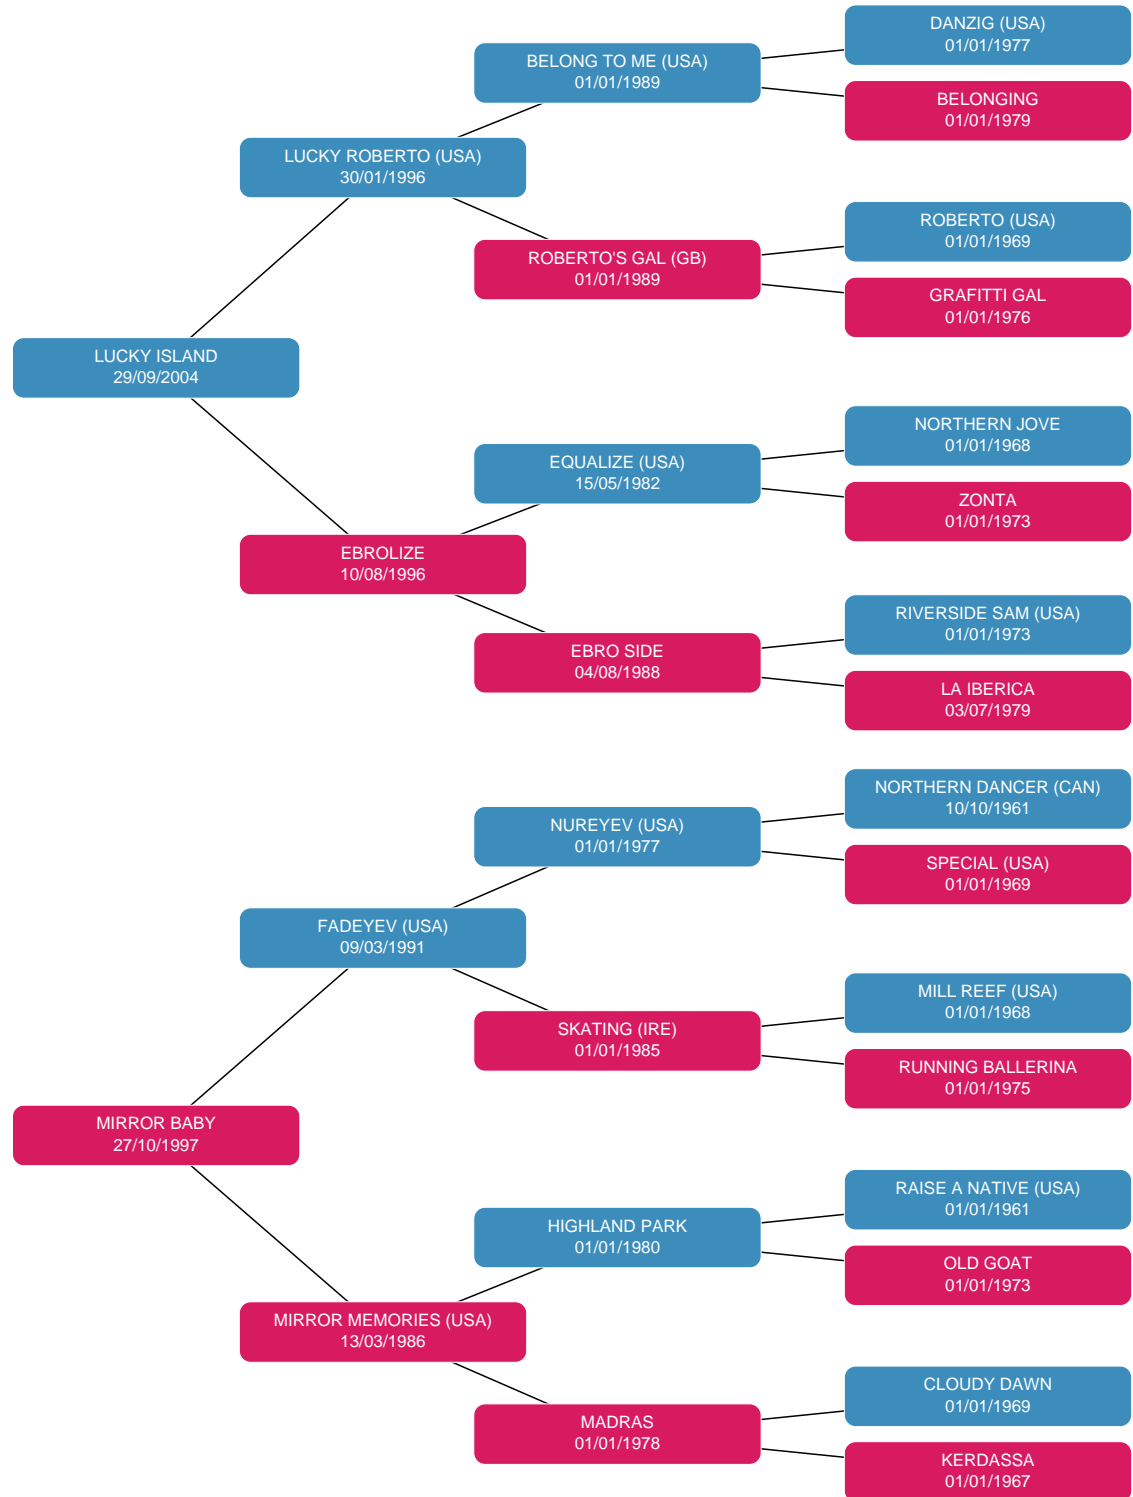 DANZIG (USA)
01/01/1977
BELONG TO ME (USA)
01/01/1989
BELONGING
01/01/1979
LUCKY ROBERTO (USA)
30/01/1996
ROBERTO (USA)
01/01/1969
ROBERTO'S GAL (GB)
01/01/1989
GRAFITTI GAL
01/01/1976
LUCKY ISLAND
29/09/2004
NORTHERN JOVE
01/01/1968
EQUALIZE (USA)
15/05/1982
ZONTA
01/01/1973
EBROLIZE
10/08/1996
RIVERSIDE SAM (USA)
01/01/1973
EBRO SIDE
04/08/1988
LA IBERICA
03/07/1979
NORTHERN DANCER (CAN)
10/10/1961
NUREYEV (USA)
01/01/1977
SPECIAL (USA)
01/01/1969
FADEYEV (USA)
09/03/1991
MILL REEF (USA)
01/01/1968
SKATING (IRE)
01/01/1985
RUNNING BALLERINA
01/01/1975
MIRROR BABY
27/10/1997
RAISE A NATIVE (USA)
01/01/1961
HIGHLAND PARK
01/01/1980
OLD GOAT
01/01/1973
MIRROR MEMORIES (USA)
13/03/1986
CLOUDY DAWN
01/01/1969
MADRAS
01/01/1978
KERDASSA
01/01/1967